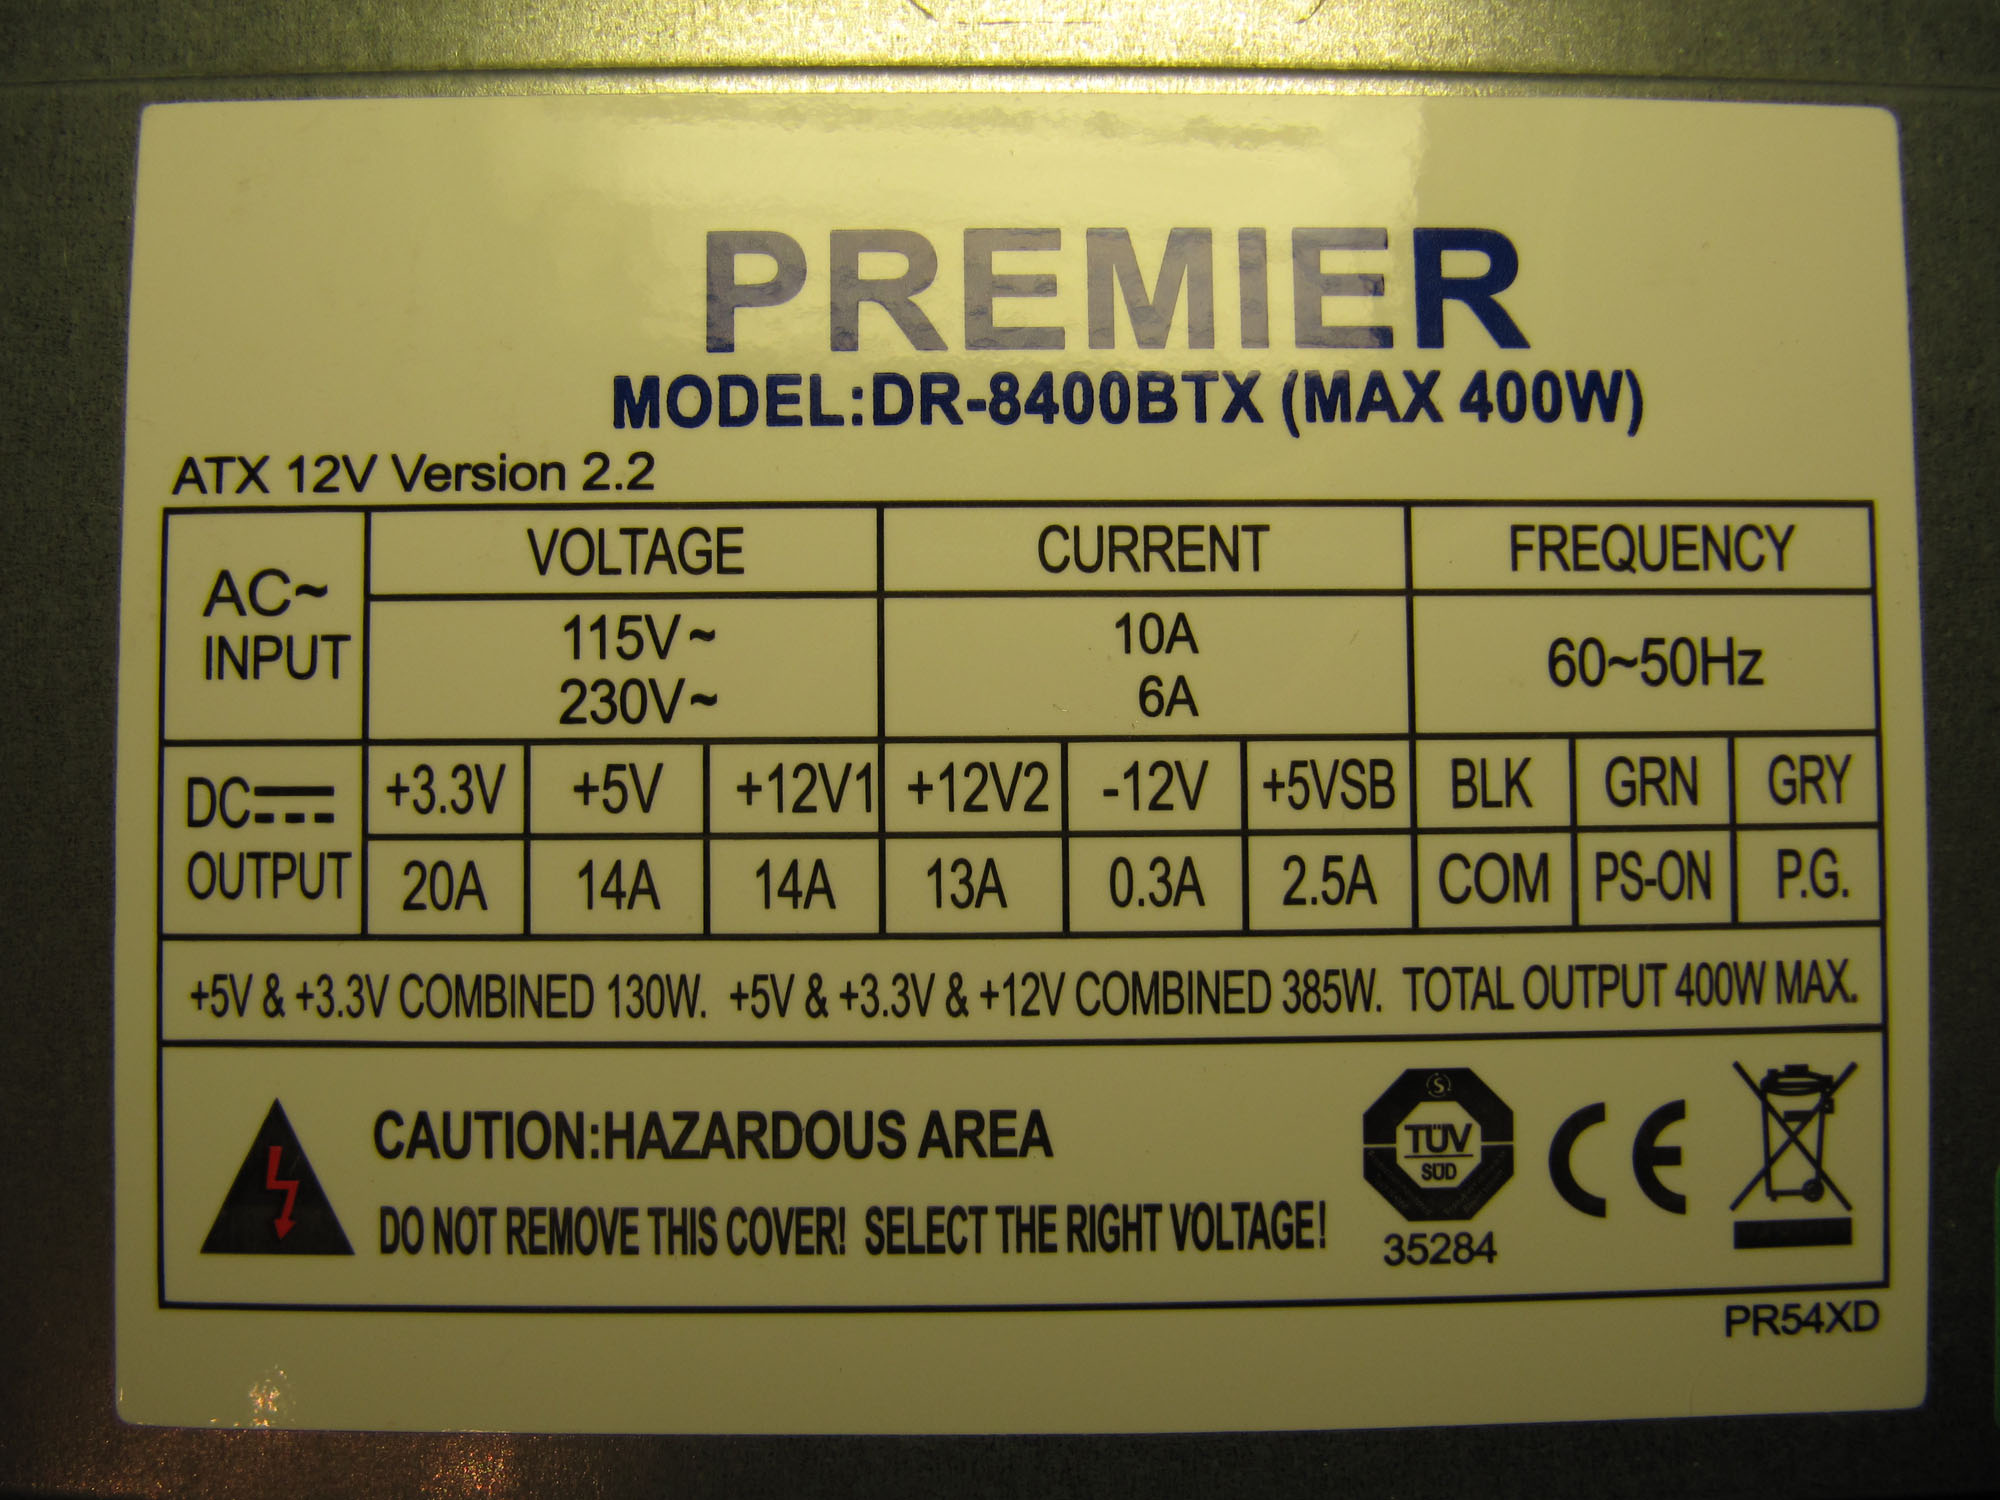 PREMIER
MODEL:DR-8400BTX (MAX 400W)
ATX 12V Version 2.2
AC~ INPUT VOLTAGE CURRENT FREQUENCY
115V~ 10A 60~50Hz
230V~ 6A
DC OUTPUT +3.3V +5V +12V1 +12V2 -12V +5VSB BLK GRN GRY
20A 14A 14A 13A 0.3A 2.5A COM PS-ON P.G.
+5V & +3.3V COMBINED 130W. +5V & +3.3V & +12V COMBINED 385W. TOTAL OUTPUT 400W MAX.
CAUTION:HAZARDOUS AREA
DO NOT REMOVE THIS COVER! SELECT THE RIGHT VOLTAGE!
S
TÜV
SÜD
35284
CE
PR54XD